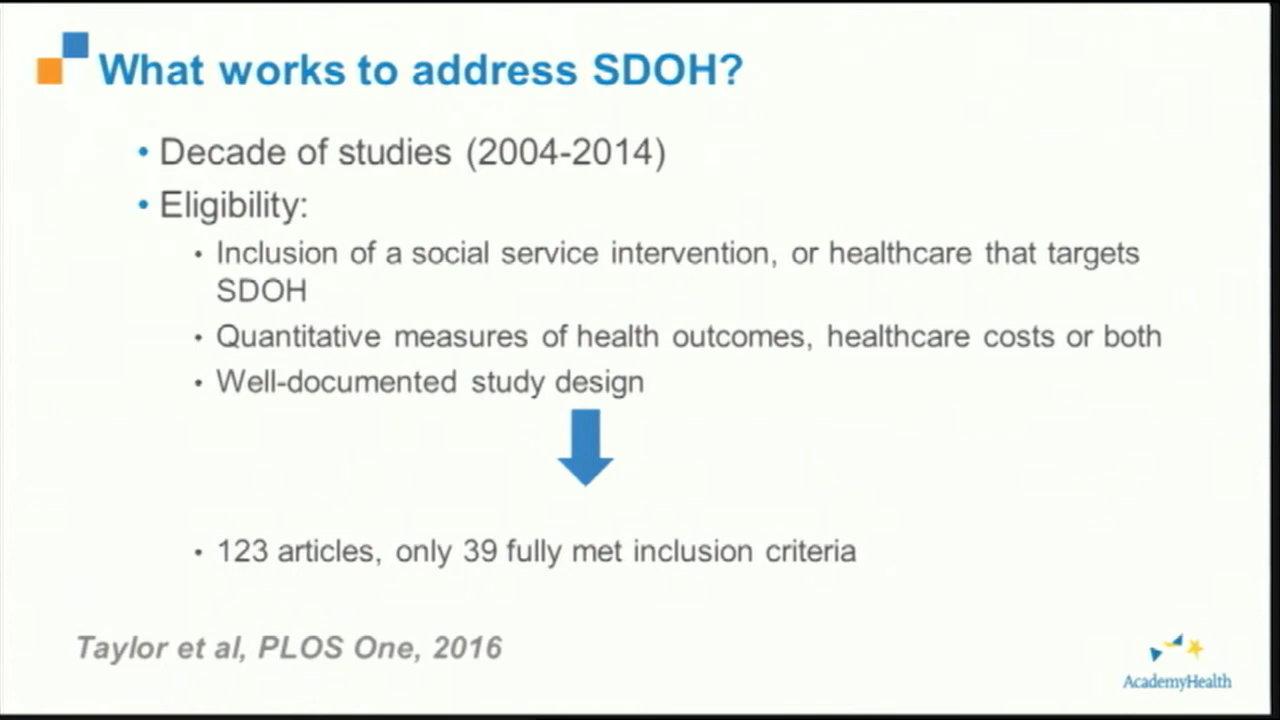 What works to address SDOH?
• Decade of studies (2004-2014)
• Eligibility:
• Inclusion of a social service intervention, or healthcare that targets
SDOH
• Quantitative measures of health outcomes, healthcare costs or both
• Well-documented study design
• 123 articles, only 39 fully met inclusion criteria
Taylor et al, PLOS One, 2016
AcademyHealth